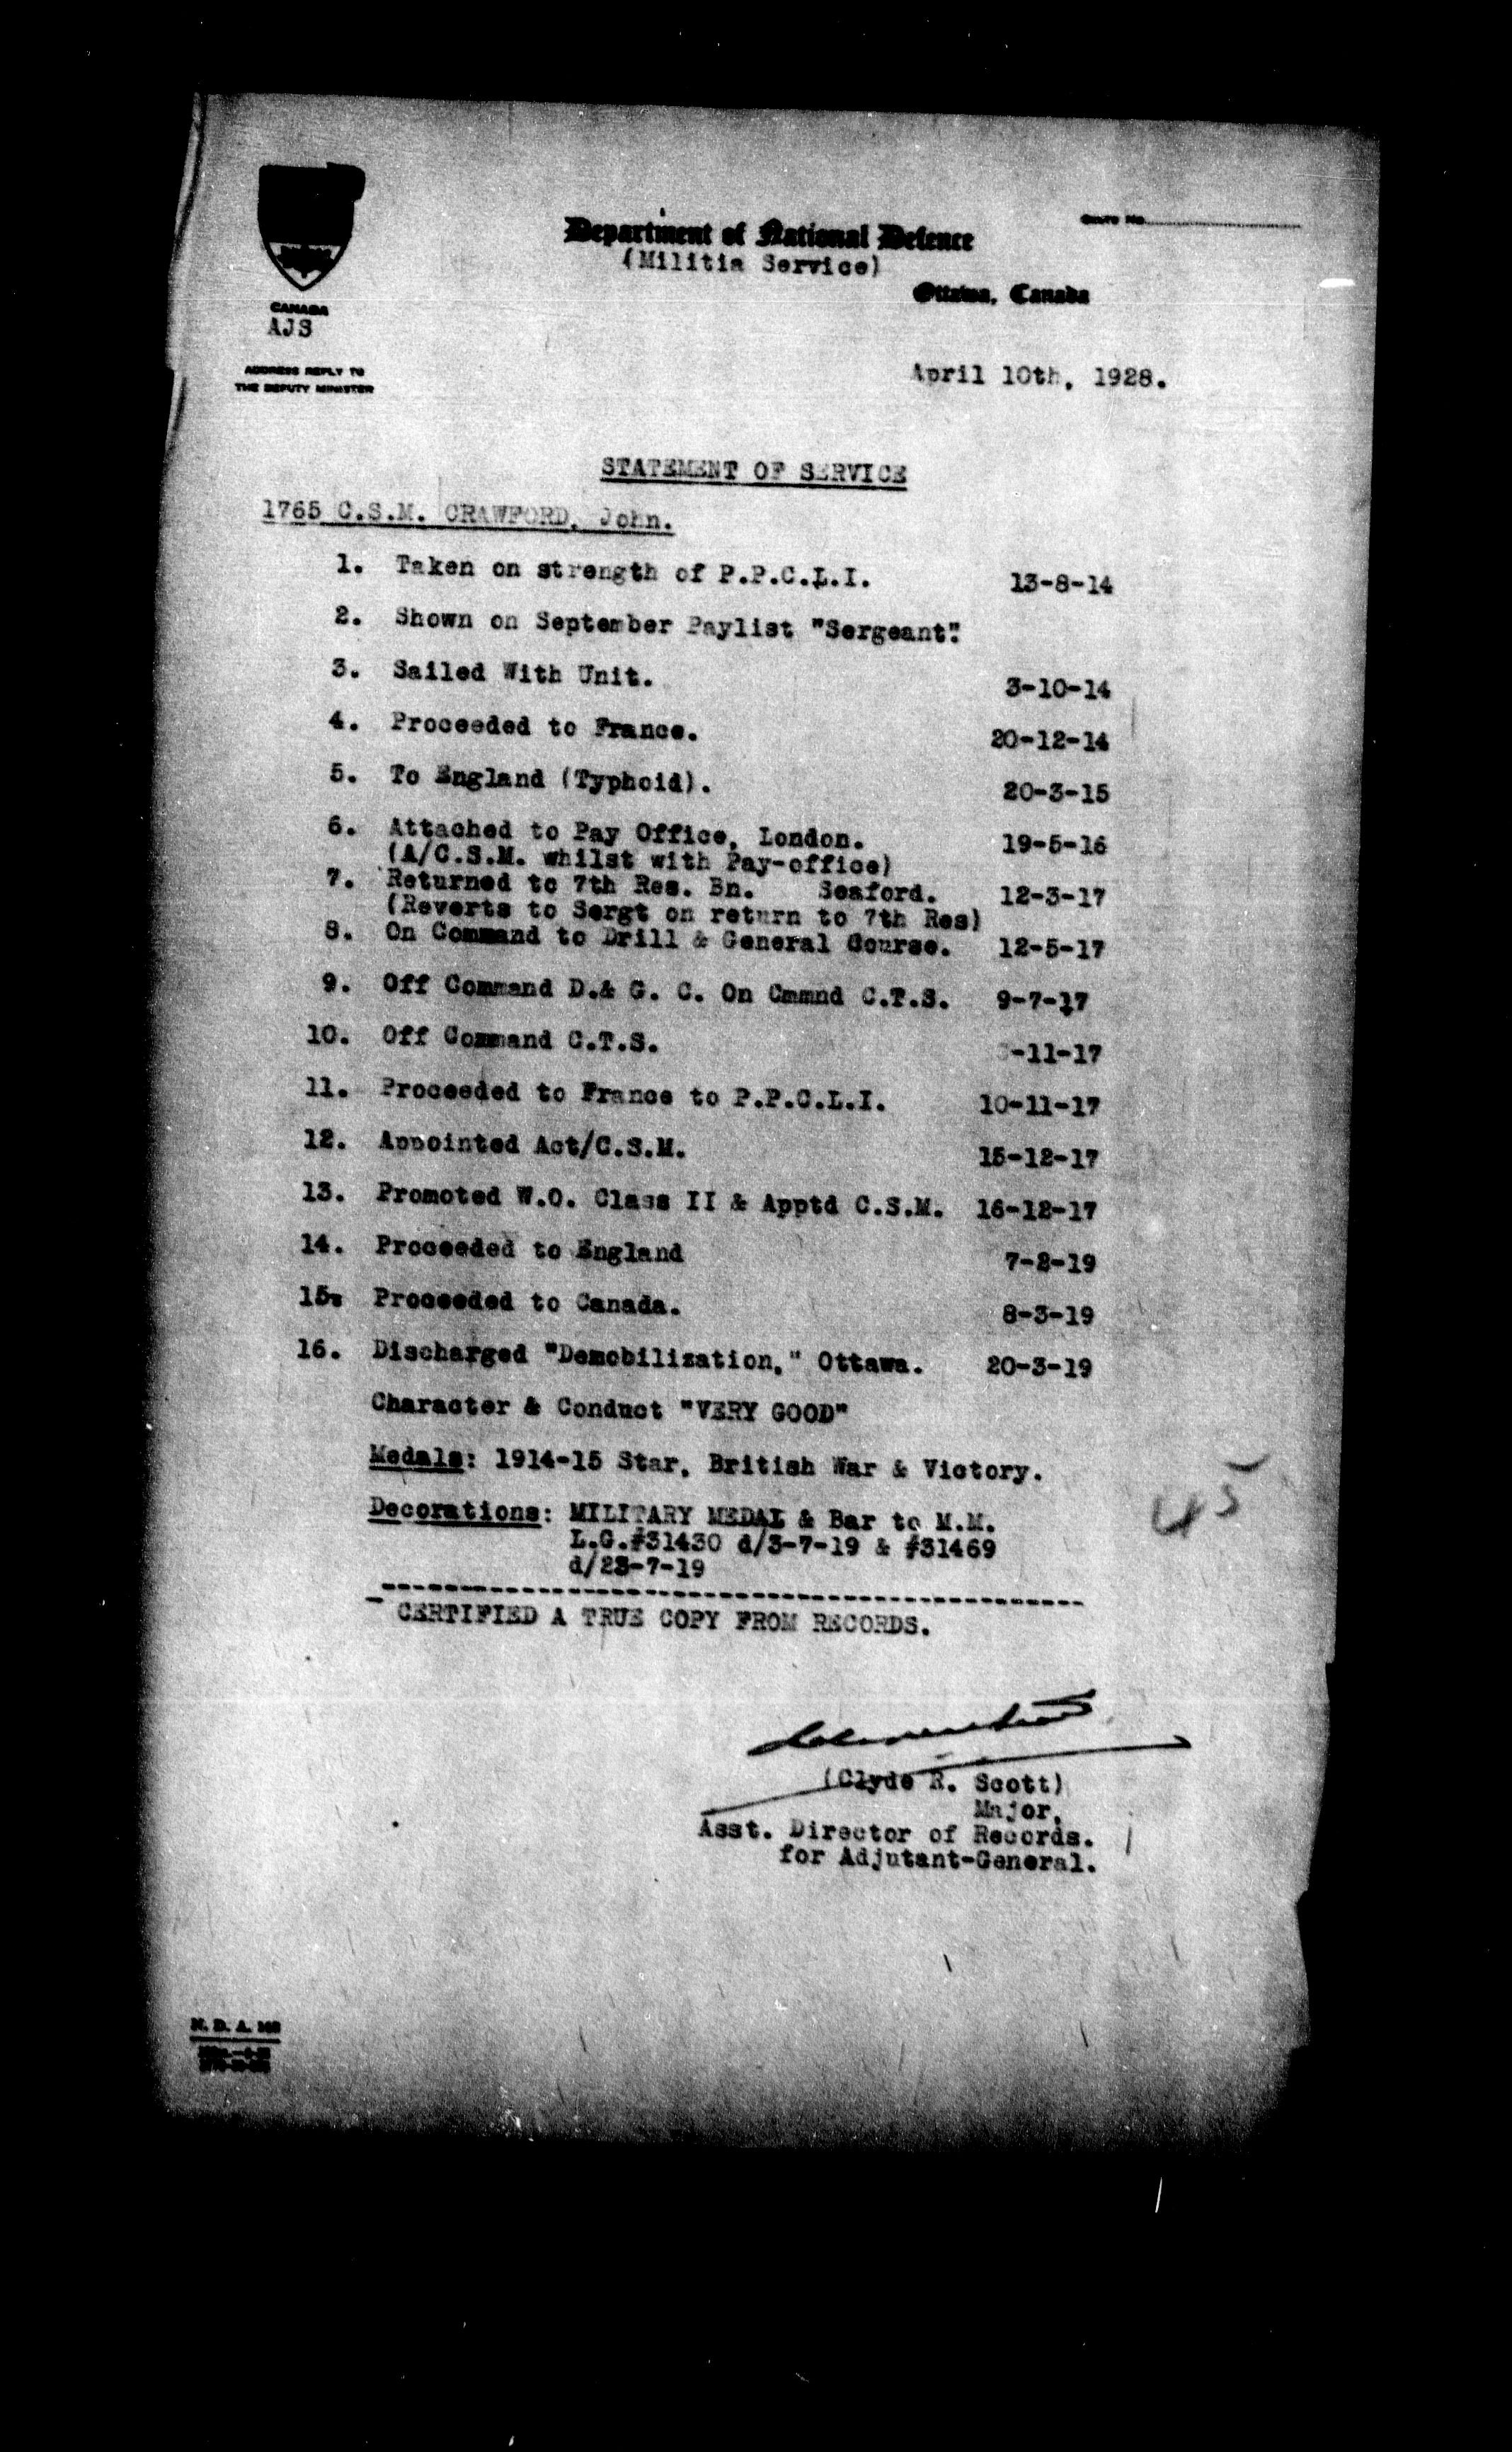 Department of National Defence
(Militia Service)
Ottawa, Canada
CANADA
AJS
ADDRESS REPLY TO
THE DEPUTY MINISTER
April 10th, 1928.
STATEMENT OF SERVICE
1765 C.S.M. CRAWFORD, John.
1. Taken on strength of P.P.C.L.I. 13-8-14
2. Shown on September Paylist "Sergeant".
3. Sailed With Unit. 3-10-14
4. Proceeded to France. 20-12-14
5. To England (Typhoid). 20-3-15
6. Attached to Pay Office, London. 19-5-16
(A/C.S.M. whilst with Pay-office)
7. Returned to 7th Res. Bn. Seaford. 12-3-17
(Reverts to Sergt on return to 7th Res)
8. On Command to Drill & General Course. 12-5-17
9. Off Command D.& G. C. On Cmmnd C.T.S. 9-7-17
10. Off Command C.T.S. -11-17
11. Proceeded to France to P.P.C.L.I. 10-11-17
12. Appointed Act/C.S.M. 15-12-17
13. Promoted W.O. Class II & Apptd C.S.M. 16-12-17
14. Proceeded to England 7-2-19
15. Proceeded to Canada. 8-3-19
16. Discharged "Demobilization," Ottawa. 20-3-19
Character & Conduct "VERY GOOD"
Medals: 1914-15 Star, British War & Victory.
Decorations: MILITARY MEDAL & Bar to M.M.
L.G.#31430 d/3-7-19 & #31469
d/23-7-19
45
CERTIFIED A TRUE COPY FROM RECORDS.
(Clyde R. Scott)
Major,
Asst. Director of Records.
for Adjutant-General.
N. D. A.